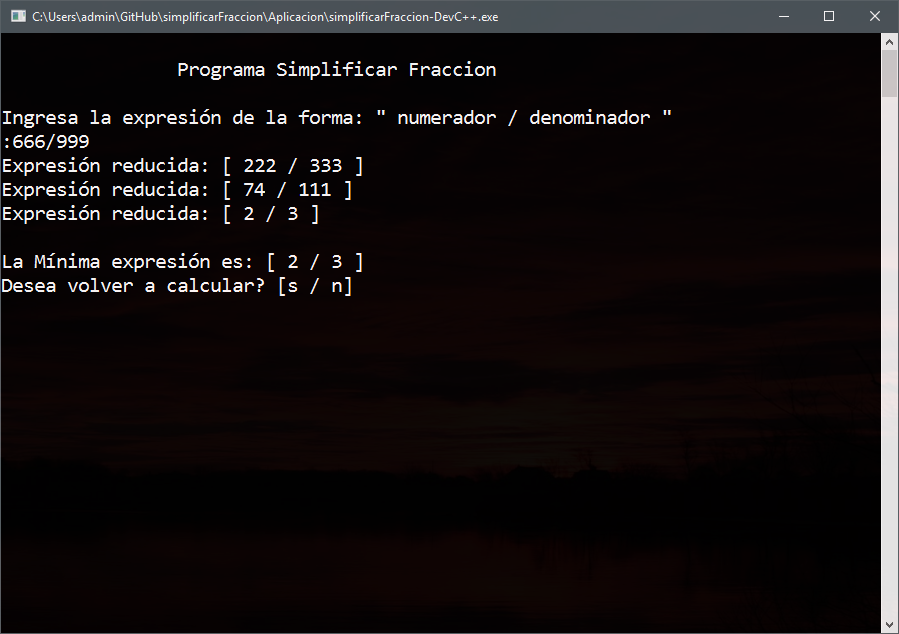 C:\Users\admin\GitHub\simplificarFraccion\Aplicacion\simplificarFraccion-DevC++.exe
Programa Simplificar Fraccion
Ingresa la expresión de la forma: " numerador / denominador "
:666/999
Expresión reducida: [ 222 / 333 ]
Expresión reducida: [ 74 / 111 ]
Expresión reducida: [ 2 / 3 ]
La Mínima expresión es: [ 2 / 3 ]
Desea volver a calcular? [s / n]